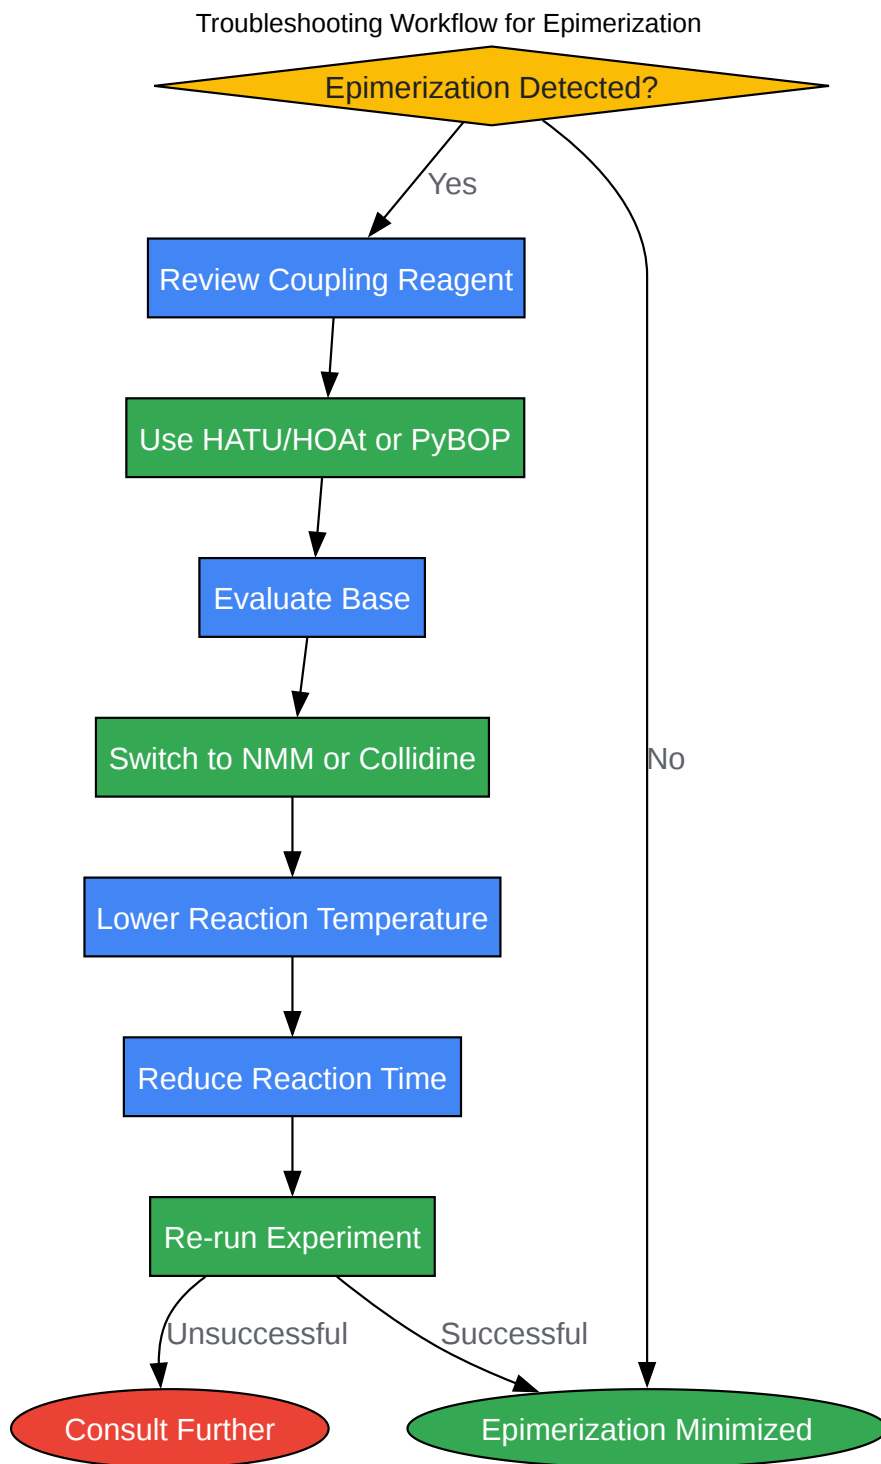 Troubleshooting Workflow for Epimerization
Epimerization Detected?
Yes
Review Coupling Reagent
Use HATU/HOAt or PyBOP
Evaluate Base
Switch to NMM or Collidine
No
Lower Reaction Temperature
Reduce Reaction Time
Re-run Experiment
Unsuccessful
Successful
Consult Further
Epimerization Minimized